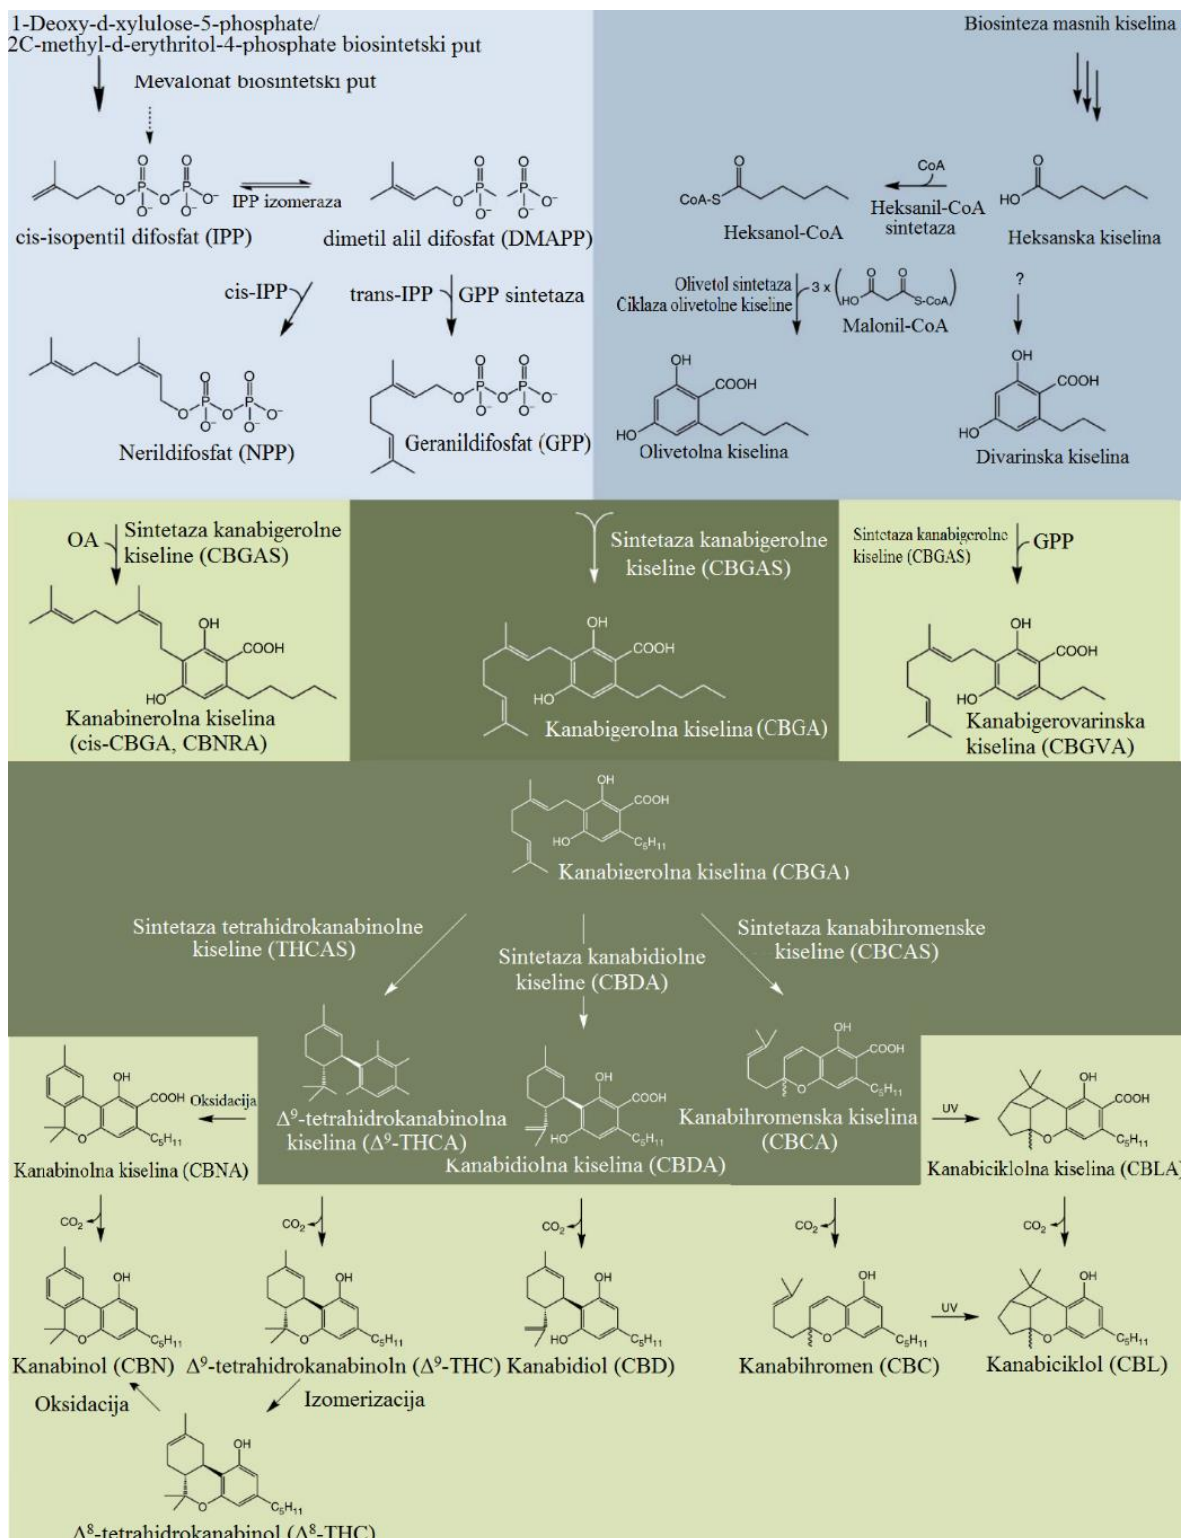 1-Deoxy-d-xylulose-5-phosphate/
2C-methyl-d-erythritol-4-phosphate biosintetski put
Mevalonat biosintetski put
Biosinteza masnih kiselina
IPP izomeraza
cis-isopentil difosfat (IPP)
dimetil alil difosfat (DMAPP)
CoA
CoA-S
Heksanil-CoA
sintetaza
Heksanol-CoA
HO
Heksanska kiselina
cis-IPP
trans-IPP
GPP sintetaza
Olivetol sintetaza
Ciklaza olivetolne kiseline
3 x
HO
S-CoA
Malonil-CoA
?
Nerildifosfat (NPP)
Geranildifosfat (GPP)
OH
COOH
HO
Olivetolna kiselina
OH
COOH
HO
Divarinska kiselina
OA
Sintetaza kanabigerolne
kiseline (CBGAS)
Sintetaza kanabigerolne
kiseline (CBGAS)
Sintetaza kanabigerolne
kiseline (CBGAS)
GPP
OH
COOH
HO
Kanabinerolna kiselina
(cis-CBGA, CBNRA)
OH
COOH
HO
Kanabigerolna kiselina (CBGA)
OH
COOH
HO
Kanabigerovarinska
kiselina (CBGVA)
OH
COOH
HO
C5H11
Kanabigerolna kiselina (CBGA)
Sintetaza tetrahidrokanabinolne
kiseline (THCAS)
Sintetaza kanabidiolne
kiseline (CBDA)
Sintetaza kanabihromenske
kiseline (CBCAS)
OH
COOH
O
C5H11
Oksidacija
Kanabinolna kiselina (CBNA)
Δ9-tetrahidrokanabinolna
kiselina (Δ9-THCA)
OH
COOH
HO
C5H11
Kanabidiolna kiselina (CBDA)
OH
COOH
O
C5H11
Kanabihromenska kiselina
(CBCA)
UV
OH
COOH
O
C5H11
Kanabiciklolna kiselina (CBLA)
CO2
CO2
CO2
CO2
CO2
OH
O
C5H11
Kanabinol (CBN)
OH
O
C5H11
Δ9-tetrahidrokanabinoln (Δ9-THC)
OH
HO
C5H11
Kanabidiol (CBD)
OH
O
C5H11
Kanabihromen (CBC)
UV
OH
O
C5H11
Kanabiciklol (CBL)
Oksidacija
Izomerizacija
OH
O
C5H11
Δ8-tetrahidrokanabinol (Δ8-THC)